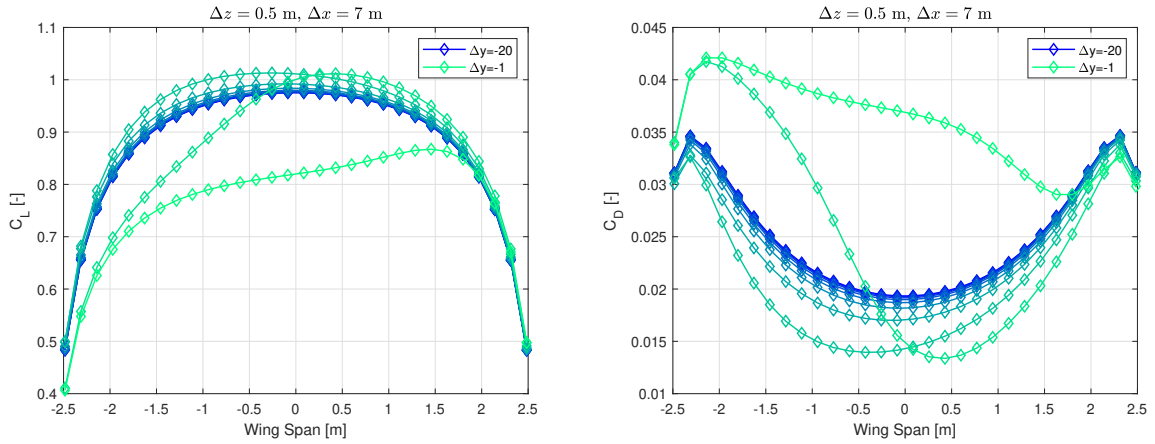 Δz = 0.5 m, Δx = 7 m
1.1
1
0.9
0.8
0.7
0.6
0.5
0.4
C_L [-]
-2.5 -2 -1.5 -1 -0.5 0 0.5 1 1.5 2 2.5
Wing Span [m]
Δy=-20
Δy=-1
Δz = 0.5 m, Δx = 7 m
0.045
0.04
0.035
0.03
0.025
0.02
0.015
0.01
C_D [-]
-2.5 -2 -1.5 -1 -0.5 0 0.5 1 1.5 2 2.5
Wing Span [m]
Δy=-20
Δy=-1